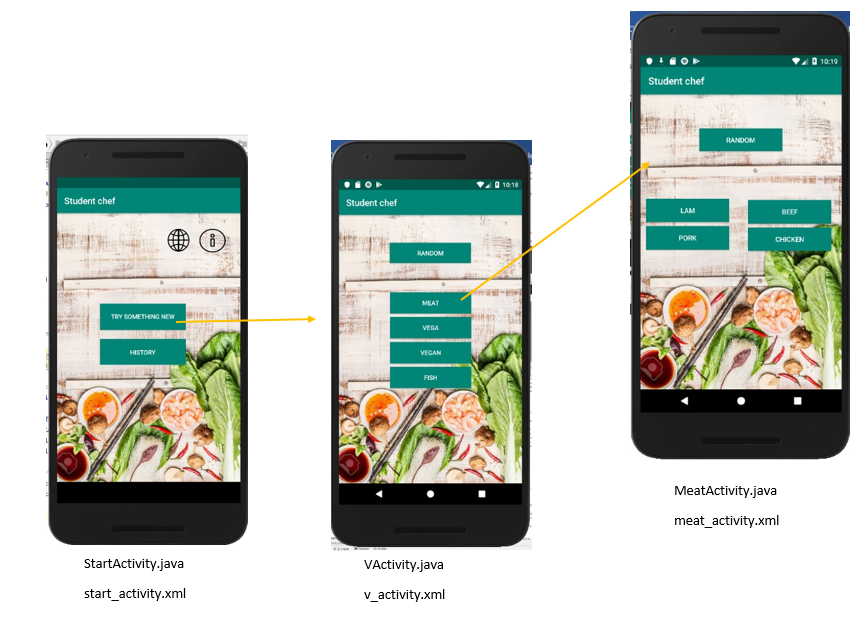 Student chef
TRY SOMETHING NEW
HISTORY
StartActivity.java
start_activity.xml
10:18
Student chef
RANDOM
MEAT
VEGA
VEGAN
FISH
VActivity.java
v_activity.xml
10:19
Student chef
RANDOM
LAM
BEEF
PORK
CHICKEN
MeatActivity.java
meat_activity.xml